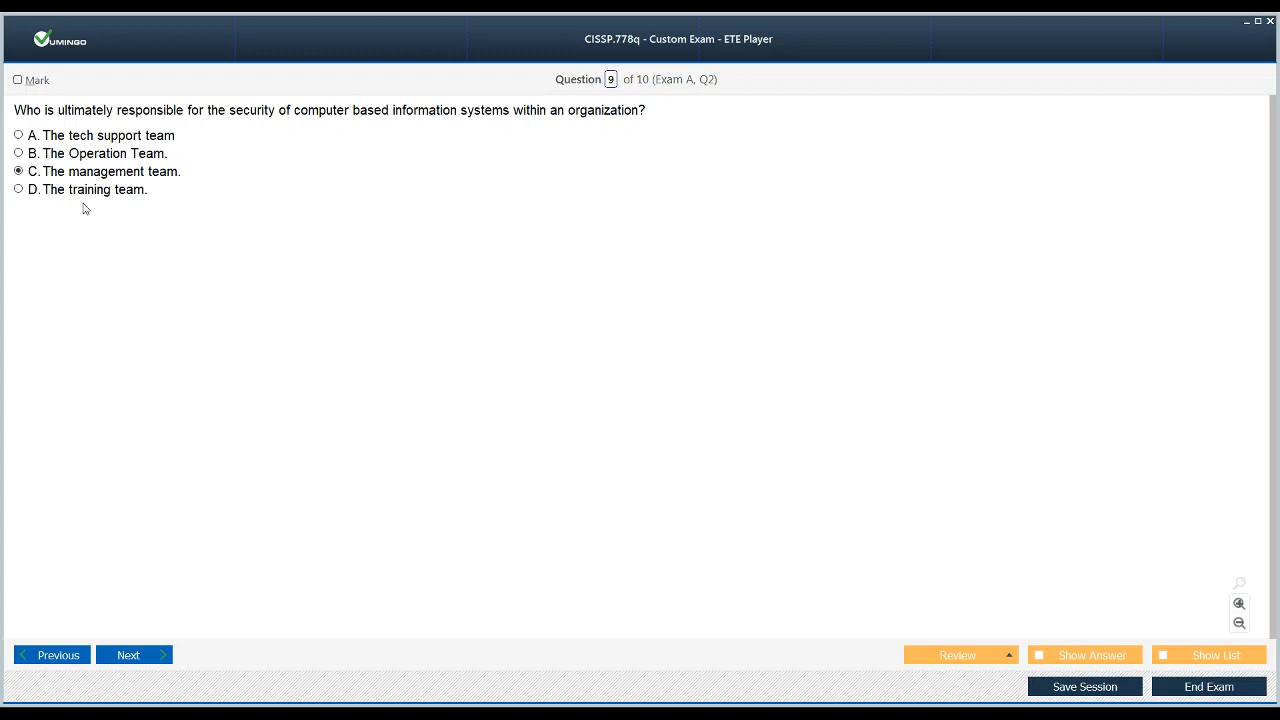 VUMINGO
CISSP.778q - Custom Exam - ETE Player
Mark
Question 9 of 10 (Exam A, Q2)
Who is ultimately responsible for the security of computer based information systems within an organization?
A. The tech support team
B. The Operation Team.
C. The management team.
D. The training team.
Previous
Next
Review
Show Answer
Show List
Save Session
End Exam